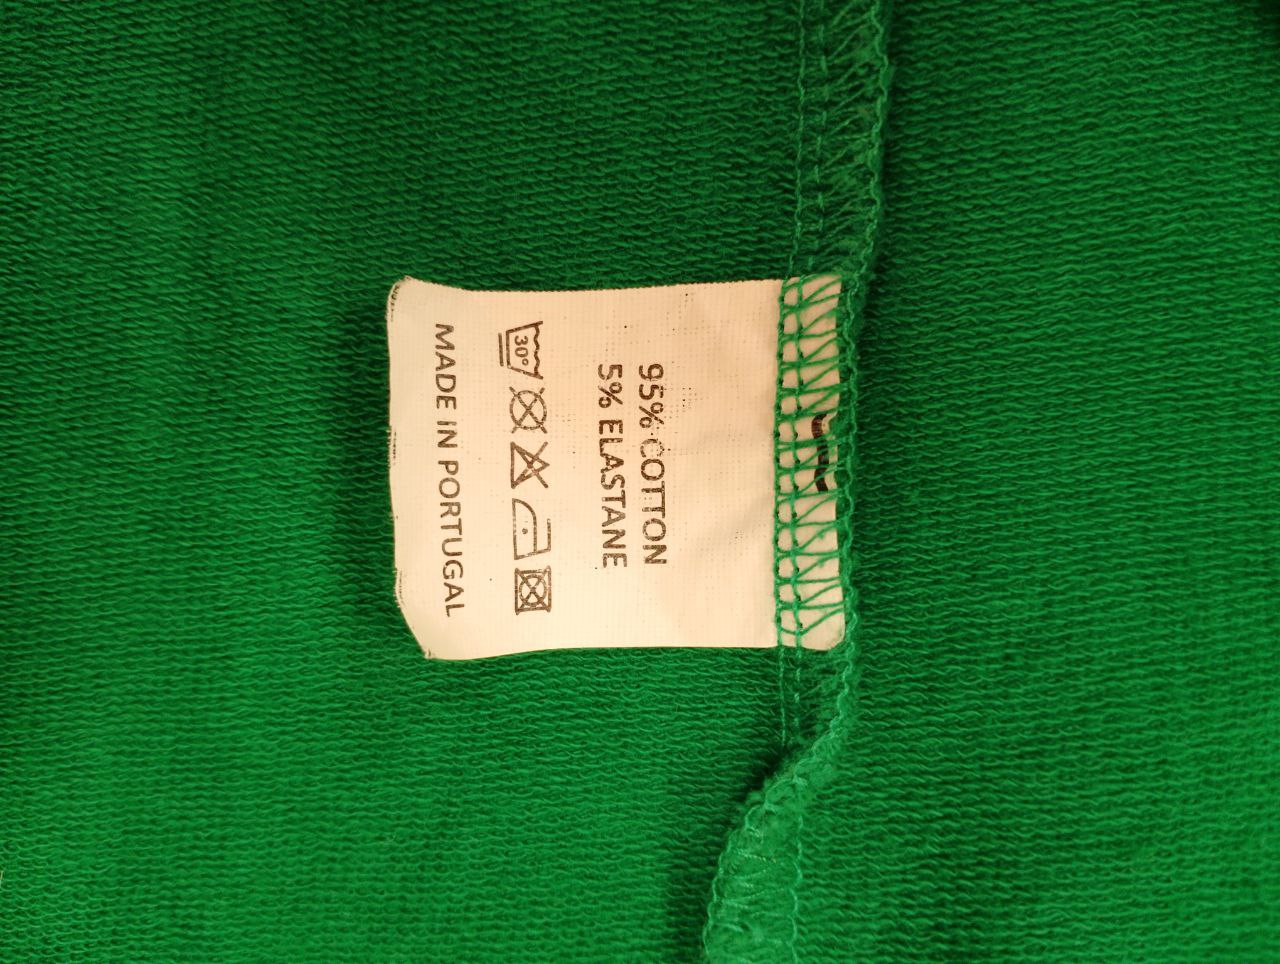 95% COTTON
5% ELASTANE
30°
MADE IN PORTUGAL